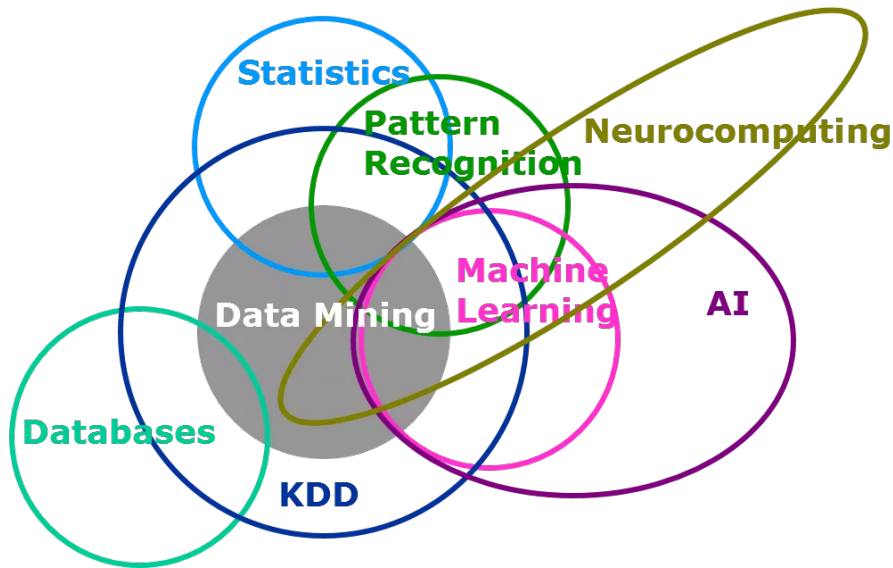 Statistics
Pattern
Recognition
Neurocomputing
Machine
Learning
AI
Data Mining
Databases
KDD